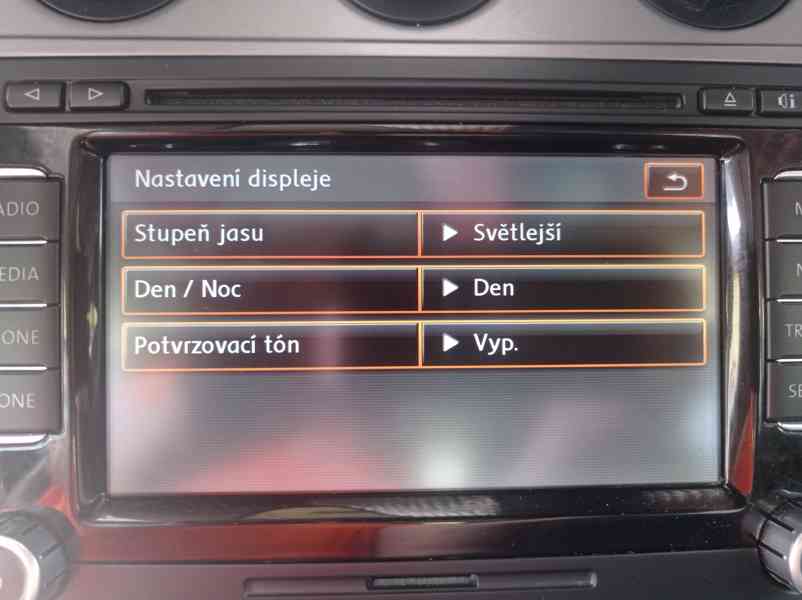 Nastavení displeje
Stupeň jasu
Světlejší
Den / Noc
Den
Potvrzovací tón
Vyp.